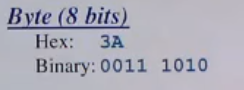 Byte (8 bits)
Hex: 3A
Binary: 0011 1010